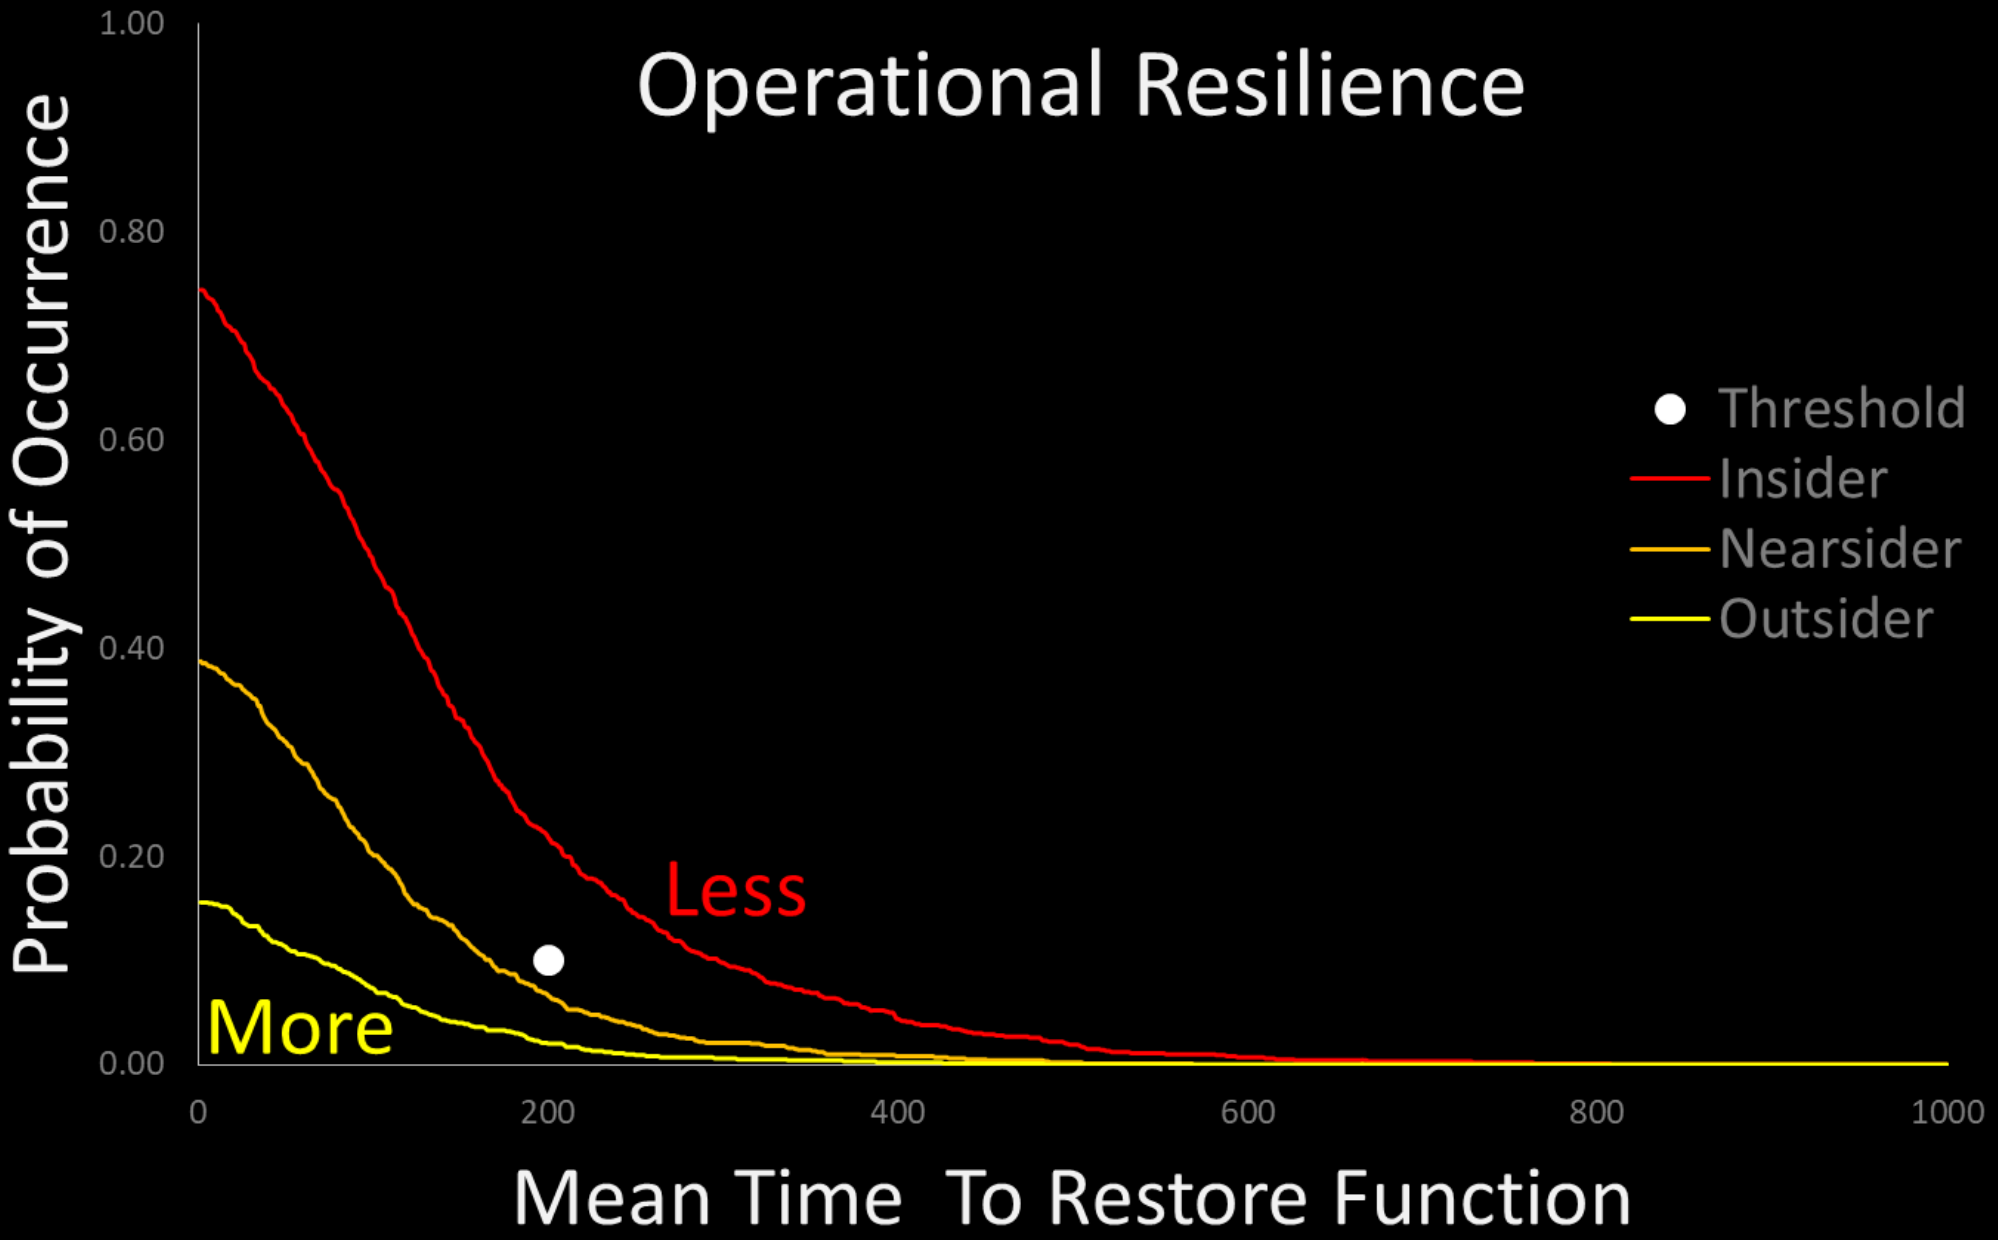 Operational Resilience
Probability of Occurrence
1.00
0.80
0.60
0.40
0.20
0.00
Threshold
Insider
Nearsider
Outsider
Less
More
0 200 400 600 800 1000
Mean Time  To Restore Function